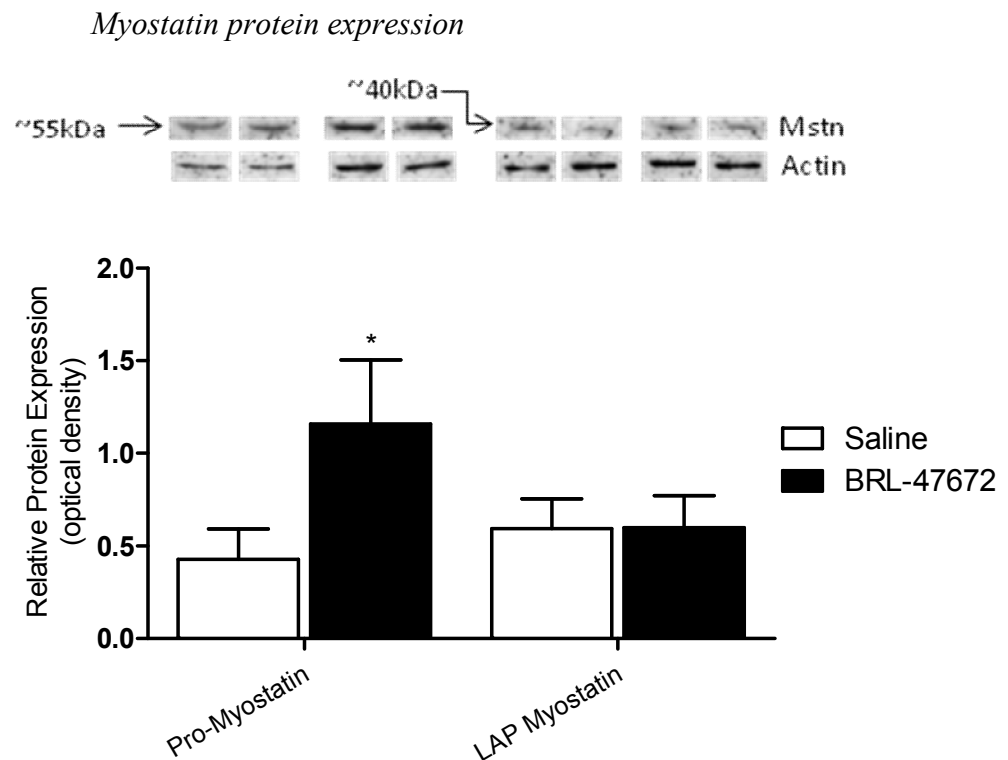 Myostatin protein expression
~40kDa
~55kDa
Mstn
Actin
2.0
1.5
1.0
0.5
0.0
Relative Protein Expression
(optical density)
*
Saline
BRL-47672
Pro-Myostatin
LAP Myostatin